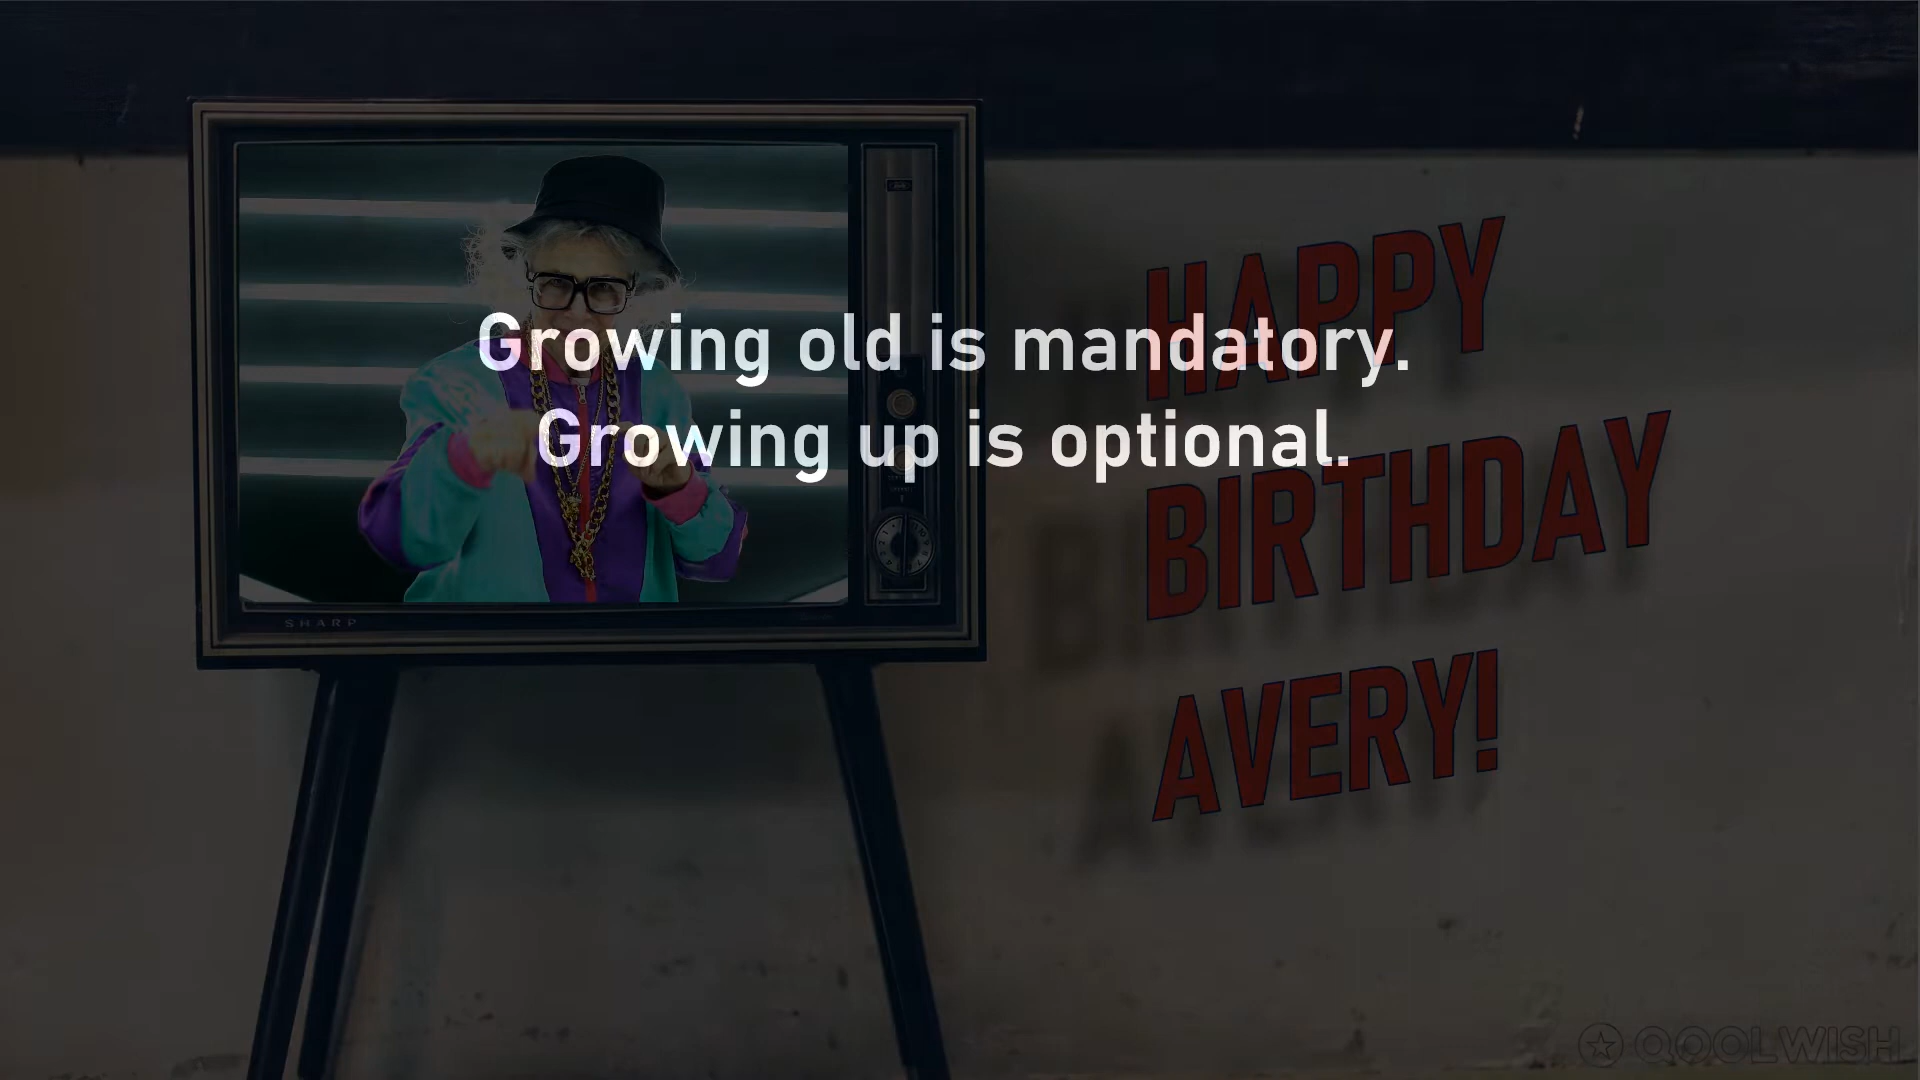 Growing old is mandatory.
Growing up is optional.
HAPPY
BIRTHDAY
AVERY!
SHARP
QOOLWISH